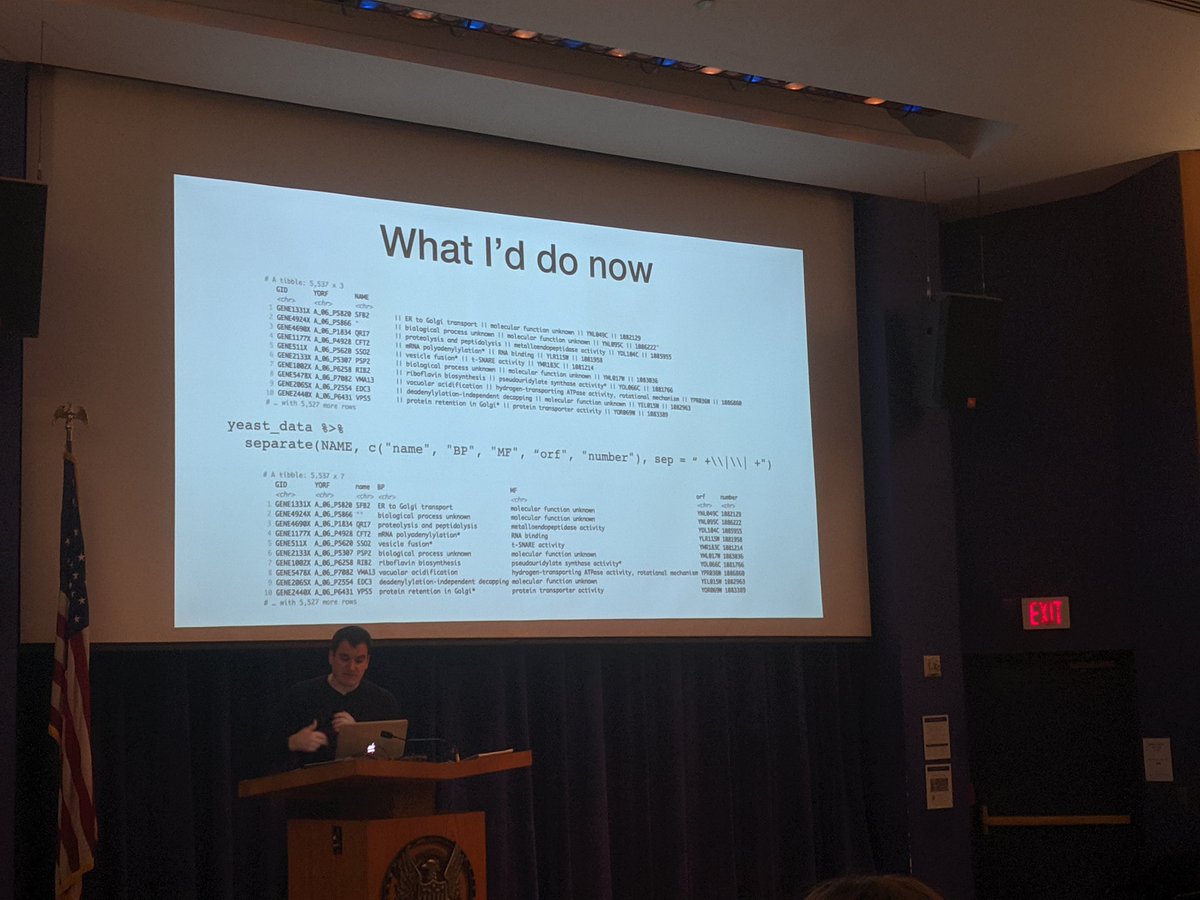 What I'd do now
# A tibble: 5,537 x 3
GID YORF NAME
<chr> <chr> <chr>
1 GENE1331X A_06_P5820 SFB2 || ER to Golgi transport || molecular function unknown || YNL049C || 1082129
2 GENE4924X A_06_P5866 " || biological process unknown || molecular function unknown || YNL095C || 1086222"
3 GENE4690X A_06_P1834 QRI7 || proteolysis and peptidolysis || metalloendopeptidase activity || YDL104C || 1085955
4 GENE1177X A_06_P4928 CFT2 || mRNA polyadenylylation* || RNA binding || YLR115W || 1081958
5 GENE511X A_06_P5620 SSO2 || vesicle fusion* || t-SNARE activity || YMR183C || 1081214
6 GENE2133X A_06_P5307 PSP2 || biological process unknown || molecular function unknown || YML017W || 1083036
7 GENE1002X A_06_P6258 RIB2 || riboflavin biosynthesis || pseudouridylate synthase activity* || YOL066C || 1081766
8 GENE5478X A_06_P7082 VMA13 || vacuolar acidification || hydrogen-transporting ATPase activity, rotational mechanism || YPR036W || 1086860
9 GENE2065X A_06_P2554 EDC3 || deadenylylation-independent decapping || molecular function unknown || YEL015W || 1082963
10 GENE2440X A_06_P6431 VPS5 || protein retention in Golgi* || protein transporter activity || YOR069W || 1083389
# … with 5,527 more rows
yeast_data %>%
separate(NAME, c("name", "BP", "MF", “orf", "number"), sep = “ +\\|\\| +")
# A tibble: 5,537 x 7
GID YORF name BP MF orf number
<chr> <chr> <chr> <chr> <chr> <chr> <chr>
1 GENE1331X A_06_P5820 SFB2 ER to Golgi transport molecular function unknown YNL049C 1082129
2 GENE4924X A_06_P5866 "" biological process unknown molecular function unknown YNL095C 1086222
3 GENE4690X A_06_P1834 QRI7 proteolysis and peptidolysis metalloendopeptidase activity YDL104C 1085955
4 GENE1177X A_06_P4928 CFT2 mRNA polyadenylylation* RNA binding YLR115W 1081958
5 GENE511X A_06_P5620 SSO2 vesicle fusion* t-SNARE activity YMR183C 1081214
6 GENE2133X A_06_P5307 PSP2 biological process unknown molecular function unknown YML017W 1083036
7 GENE1002X A_06_P6258 RIB2 riboflavin biosynthesis pseudouridylate synthase activity* YOL066C 1081766
8 GENE5478X A_06_P7082 VMA13 vacuolar acidification hydrogen-transporting ATPase activity, rotational mechanism YPR036W 1086860
9 GENE2065X A_06_P2554 EDC3 deadenylylation-independent decapping molecular function unknown YEL015W 1082963
10 GENE2440X A_06_P6431 VPS5 protein retention in Golgi* protein transporter activity YOR069W 1083389
# … with 5,527 more rows
EXIT